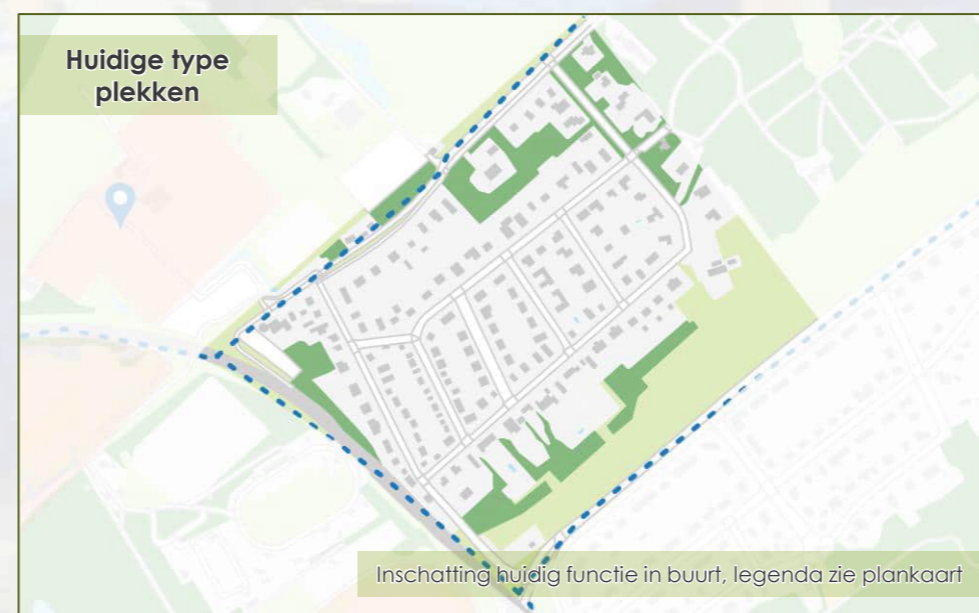 Huidige type
plekken
Inschatting huidig functie in buurt, legenda zie plankaart